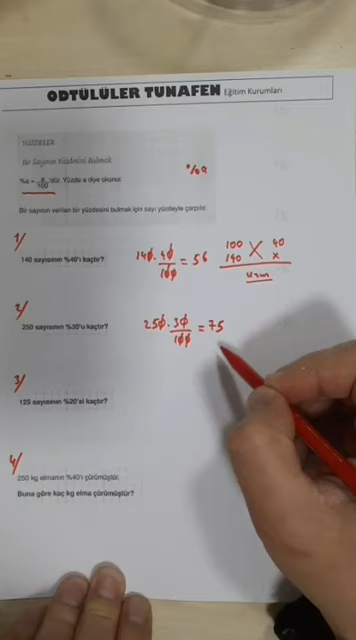 ODTÜLÜLER TUNAFEN Eğitim Kurumları
YÜZDELER
Bir Sayının Yüzdesini Bulmak
%a
%a = a/100 'dür. Yüzde a diye okunur.
Bir sayının verilen bir yüzdesini bulmak için sayı yüzdeyle çarpılır.
1/
140 sayısının %40'ı kaçtır?
140 . 40/100 = 56
100 40
140 x
uzun
2/
250 sayısının %30'u kaçtır?
250 . 30/100 = 75
3/
125 sayısının %20'si kaçtır?
4/
250 kg elmanın %40'ı çürümüştür.
Buna göre kaç kg elma çürümüştür?